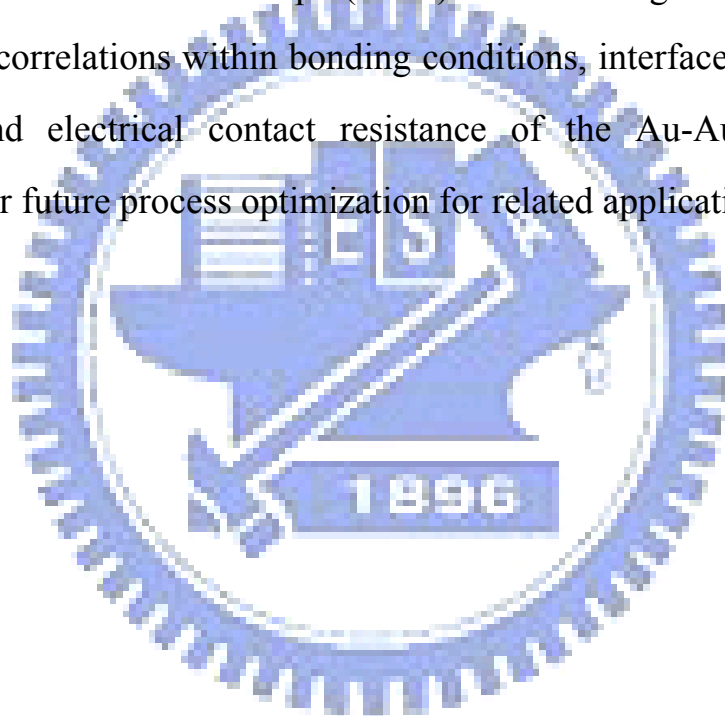 correlations within bonding conditions, interface
nd electrical contact resistance of the Au-Au
r future process optimization for related applicati
ESA
1896